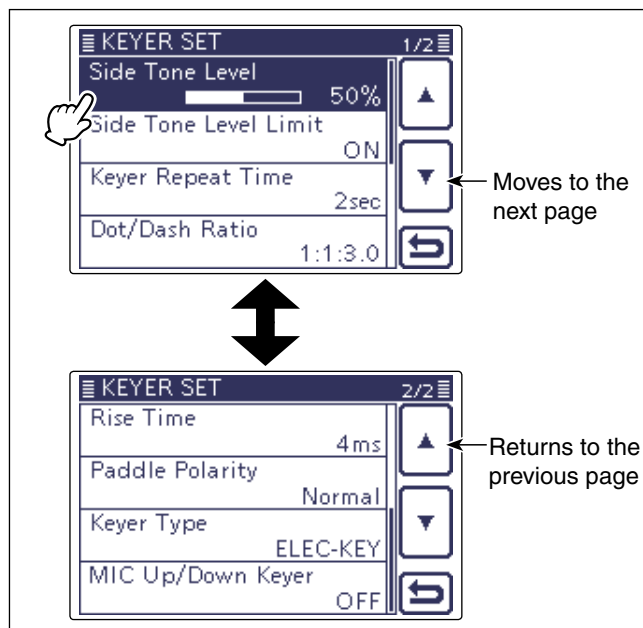 KEYER SET 1/2
Side Tone Level
50%
Side Tone Level Limit
ON
Keyer Repeat Time
2sec
Dot/Dash Ratio
1:1:3.0
Moves to the
next page
KEYER SET 2/2
Rise Time
4ms
Paddle Polarity
Normal
Keyer Type
ELEC-KEY
MIC Up/Down Keyer
OFF
Returns to the
previous page